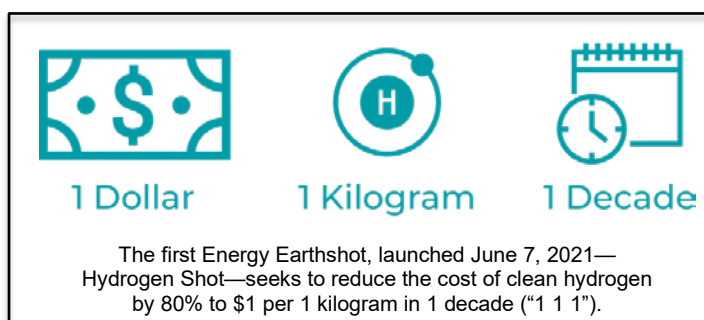 $
H
1 Dollar
1 Kilogram
1 Decade
The first Energy Earthshot, launched June 7, 2021—
Hydrogen Shot—seeks to reduce the cost of clean hydrogen
by 80% to $1 per 1 kilogram in 1 decade (“1 1 1”).